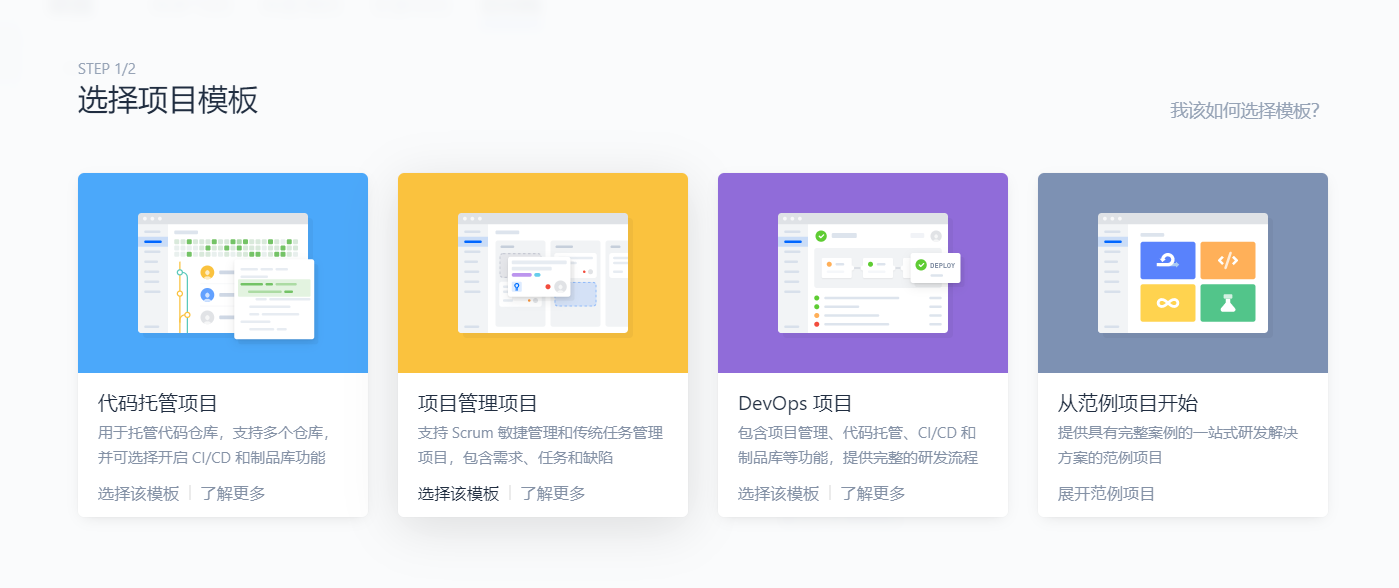 STEP 1/2
选择项目模板
我该如何选择模板?
DEPLOY
代码托管项目
用于托管代码仓库，支持多个仓库，
并可选择开启 CI/CD 和制品库功能
选择该模板 | 了解更多
项目管理项目
支持 Scrum 敏捷管理和传统任务管理
项目，包含需求、任务和缺陷
选择该模板 | 了解更多
DevOps 项目
包含项目管理、代码托管、CI/CD 和
制品库等功能，提供完整的研发流程
选择该模板 | 了解更多
从范例项目开始
提供具有完整案例的一站式研发解决
方案的范例项目
展开范例项目